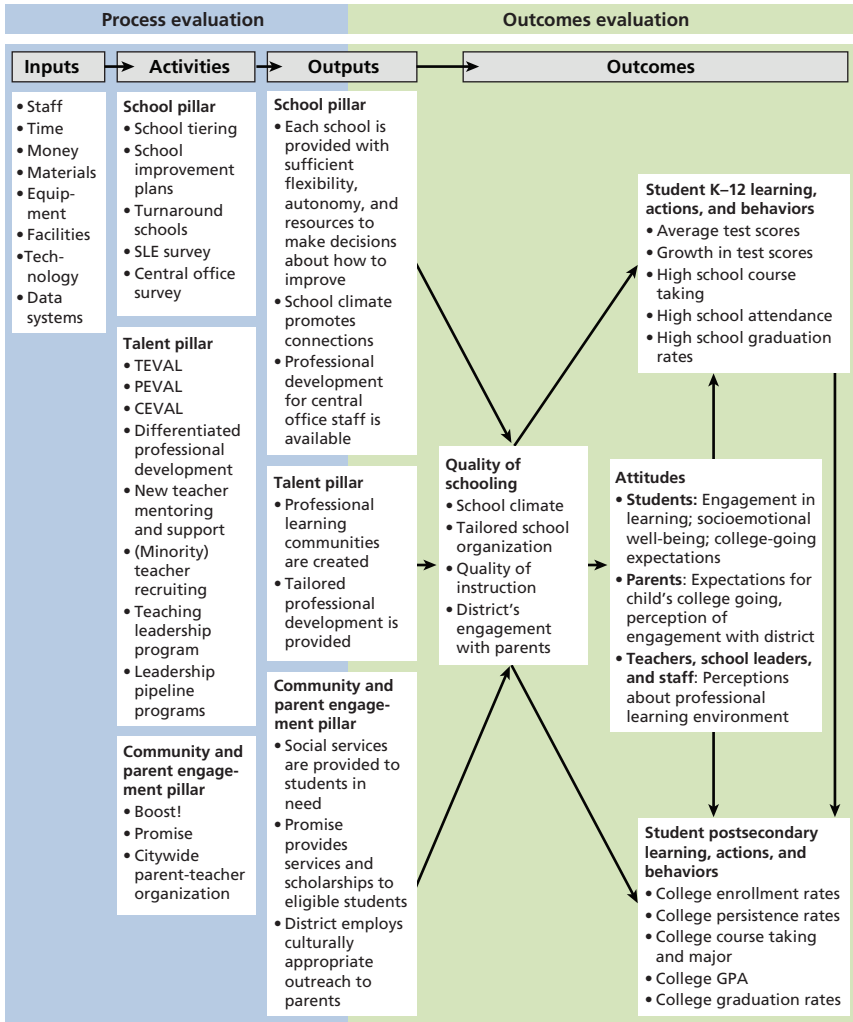 Process evaluation
Outcomes evaluation
Inputs
Activities
Outputs
Outcomes
• Staff
• Time
• Money
• Materials
• Equip-
ment
• Facilities
•Tech-
nology
• Data
systems
School pillar
• School tiering
• School
improvement
plans
• Turnaround
schools
• SLE survey
• Central office
survey
Talent pillar
• TEVAL
• PEVAL
• CEVAL
• Differentiated
professional
development
• New teacher
mentoring
and support
• (Minority)
teacher
recruiting
• Teaching
leadership
program
• Leadership
pipeline
programs
Community and
parent engage-
ment pillar
• Boost!
• Promise
• Citywide
parent-teacher
organization
School pillar
• Each school is
provided with
sufficient
flexibility,
autonomy, and
resources to
make decisions
about how to
improve
• School climate
promotes
connections
• Professional
development
for central
office staff is
available
Talent pillar
• Professional
learning
communities
are created
• Tailored
professional
development is
provided
Community and
parent engage-
ment pillar
• Social services
are provided to
students in
need
• Promise
provides
services and
scholarships to
eligible students
• District employs
culturally
appropriate
outreach to
parents
Quality of
schooling
• School climate
• Tailored school
organization
• Quality of
instruction
• District's
engagement
with parents
Student K–12 learning,
actions, and behaviors
• Average test scores
• Growth in test scores
• High school course
taking
• High school attendance
• High school graduation
rates
Attitudes
• Students: Engagement in
learning; socioemotional
well-being; college-going
expectations
• Parents: Expectations for
child's college going,
perception of
engagement with district
• Teachers, school leaders,
and staff: Perceptions
about professional
learning environment
Student postsecondary
learning, actions, and
behaviors
• College enrollment rates
• College persistence rates
• College course taking
and major
• College GPA
• College graduation rates